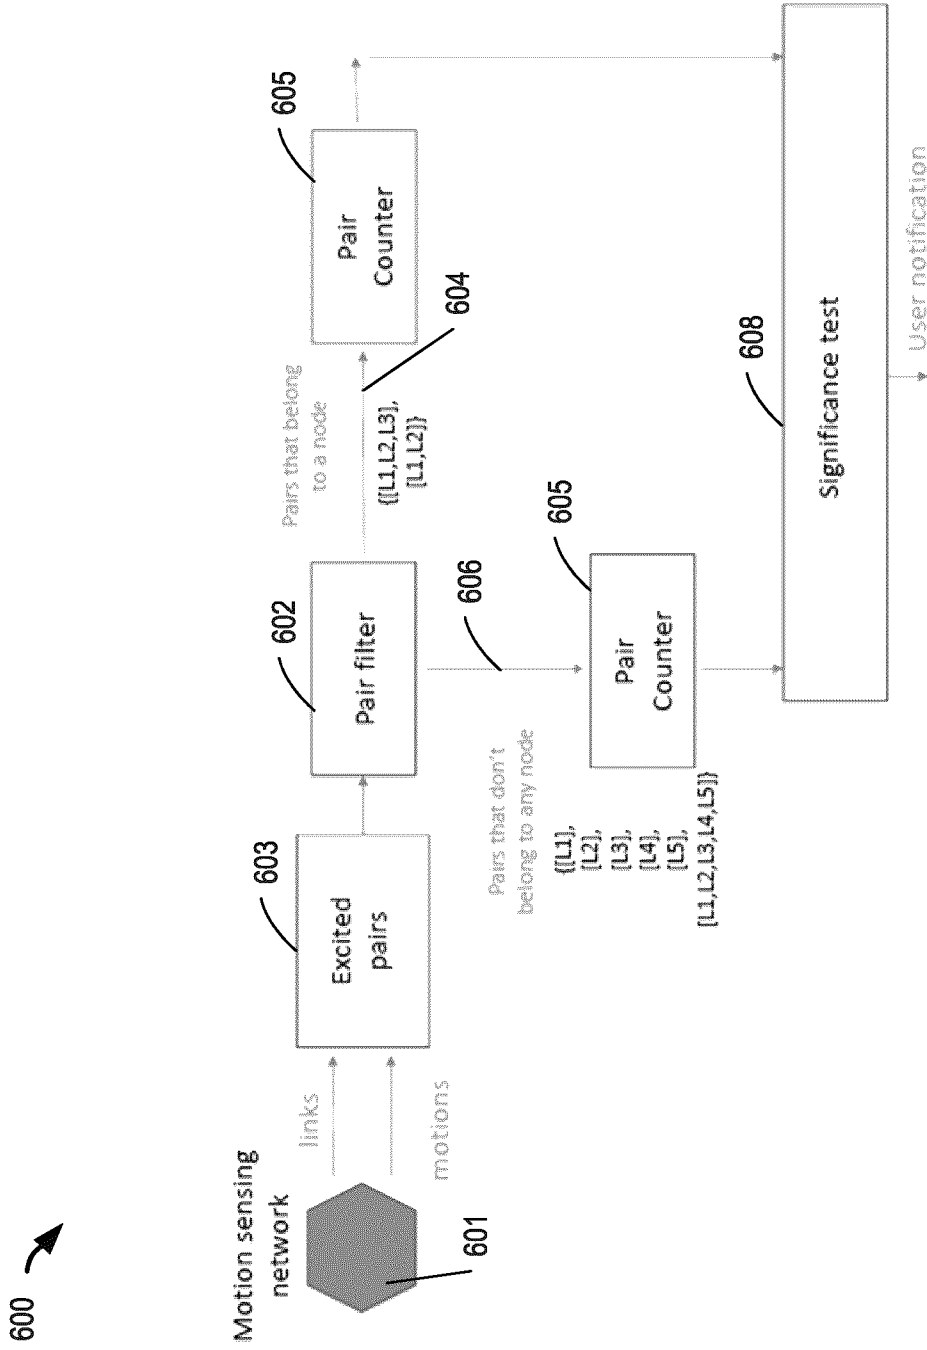 600
Motion sensing
network
601
links
motions
603
Excited
pairs
602
Pair filter
Pairs that belong
to a node
604
{[L1,L2,L3],
[L1,L2]}
605
Pair
Counter
606
Pairs that don't
belong to any node
{[L1],
[L2],
[L3],
[L4],
[L5],
[L1,L2,L3,L4,L5]}
605
Pair
Counter
608
Significance test
User notification